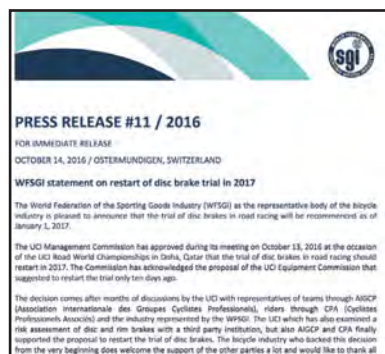 sgi
PRESS RELEASE #11 / 2016
FOR IMMEDIATE RELEASE
OCTOBER 14, 2016 / OSTERMUNDIGEN, SWITZERLAND
WFSGI statement on restart of disc brake trial in 2017
The World Federation of the Sporting Goods Industry (WFSGI) as the representative body of the bicycle
industry is pleased to announce that the trial of disc brakes in road racing will be recommenced as of
January 1, 2017.
The UCI Management Commission has approved during its meeting on October 13, 2016 at the occasion
of the UCI Road World Championships in Doha, Qatar that the trial of disc brakes in road racing should
restart in 2017. The Commission has acknowledged the proposal of the UCI Equipment Commission that
suggested to restart the trial only ten days ago.
The decision comes after months of discussions by the UCI with representatives of teams through AIGCP
(Association Internationale des Groupes Cyclistes Professionels), riders through CPA (Cyclistes
Professionnels Associés) and the industry represented by the WFSGI. The UCI which has also examined a
risk assessment of disc and rim brakes with a third party institution, but also AIGCP and CPA finally
supported the proposal to restart the trial of disc brakes. The bicycle industry who backed this decision
from the very beginning does welcome the support of the other parties a lot and would like to thank all